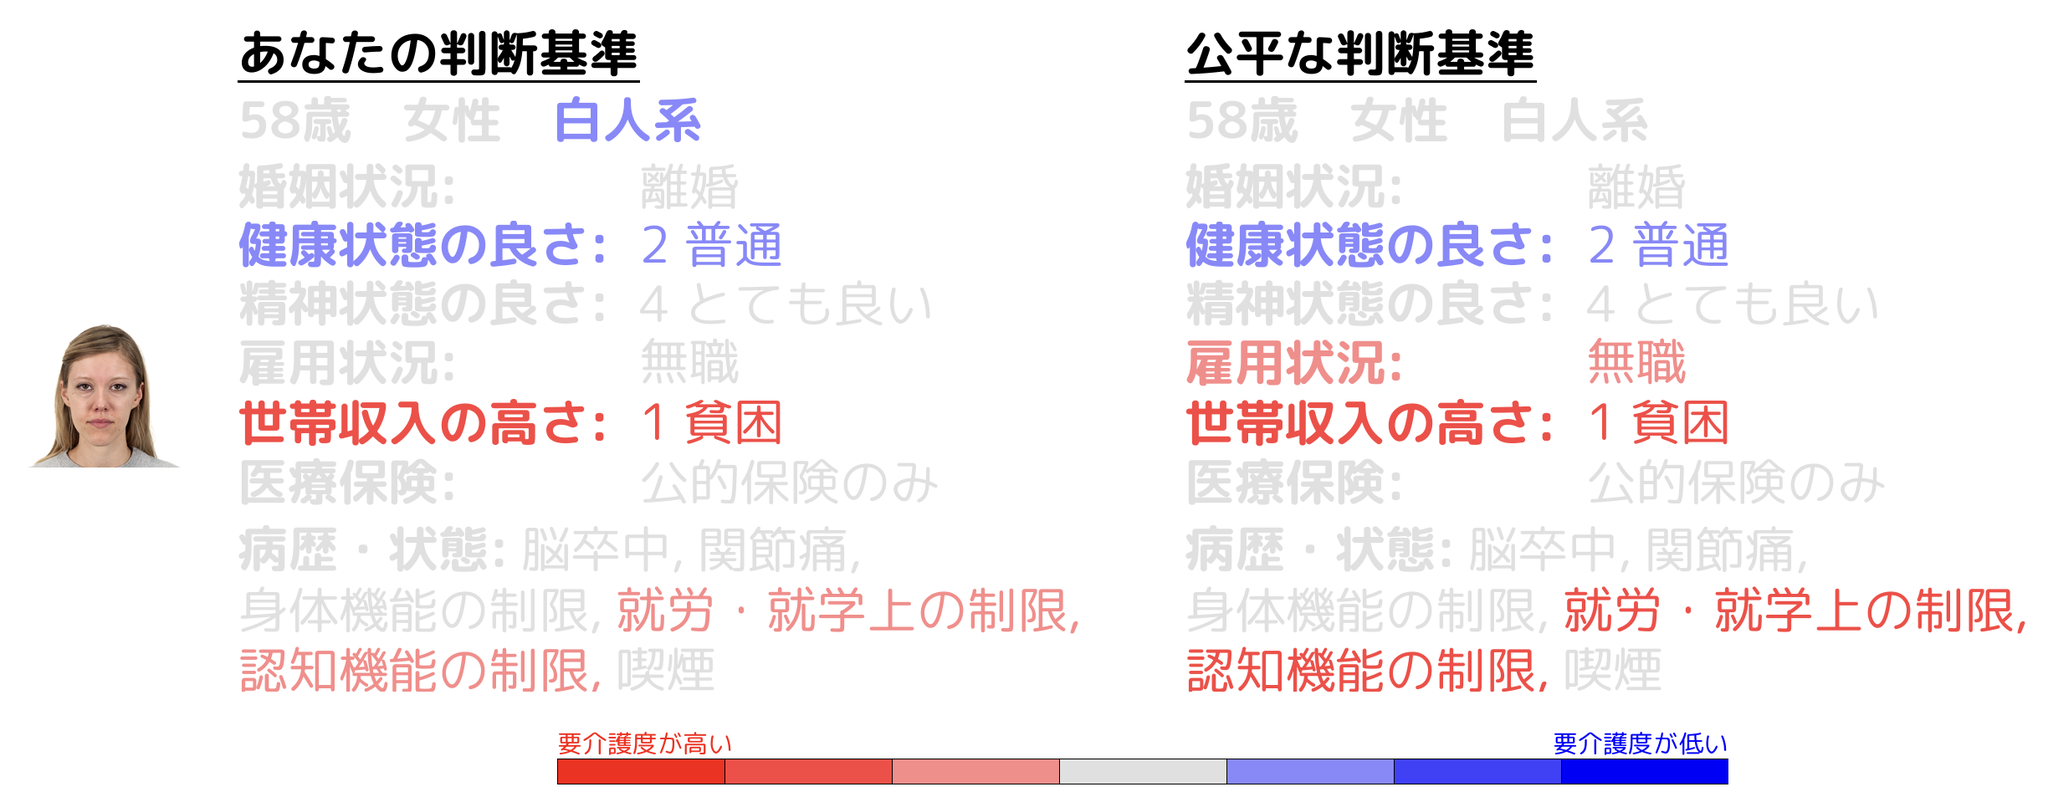 あなたの判断基準
58歳 女性 白人系
婚姻状況: 離婚
健康状態の良さ: 2 普通
精神状態の良さ: 4 とても良い
雇用状況: 無職
世帯収入の高さ: 1 貧困
医療保険: 公的保険のみ
病歴・状態: 脳卒中, 関節痛,
身体機能の制限, 就労・就学上の制限,
認知機能の制限, 喫煙
公平な判断基準
58歳 女性 白人系
婚姻状況: 離婚
健康状態の良さ: 2 普通
精神状態の良さ: 4 とても良い
雇用状況: 無職
世帯収入の高さ: 1 貧困
医療保険: 公的保険のみ
病歴・状態: 脳卒中, 関節痛,
身体機能の制限, 就労・就学上の制限,
認知機能の制限, 喫煙
要介護度が高い
要介護度が低い